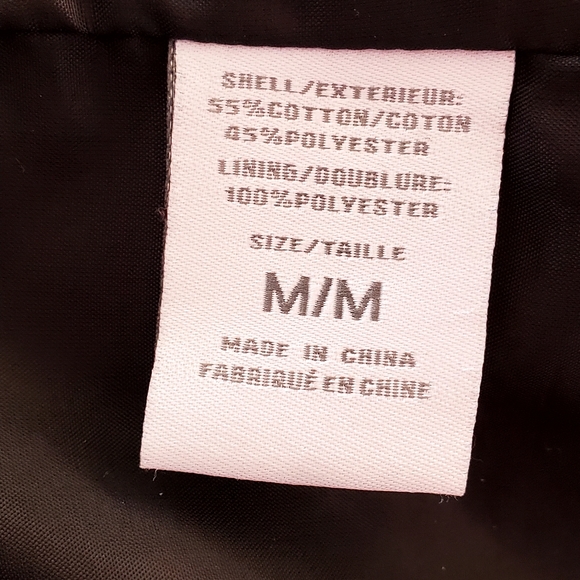 SHELL/EXTERIEUR:
55%COTTON/COTON
45%POLYESTER
LINING/DOUBLURE:
100%POLYESTER
SIZE/TAILLE
M/M
MADE IN CHINA
FABRIQUÉ EN CHINE